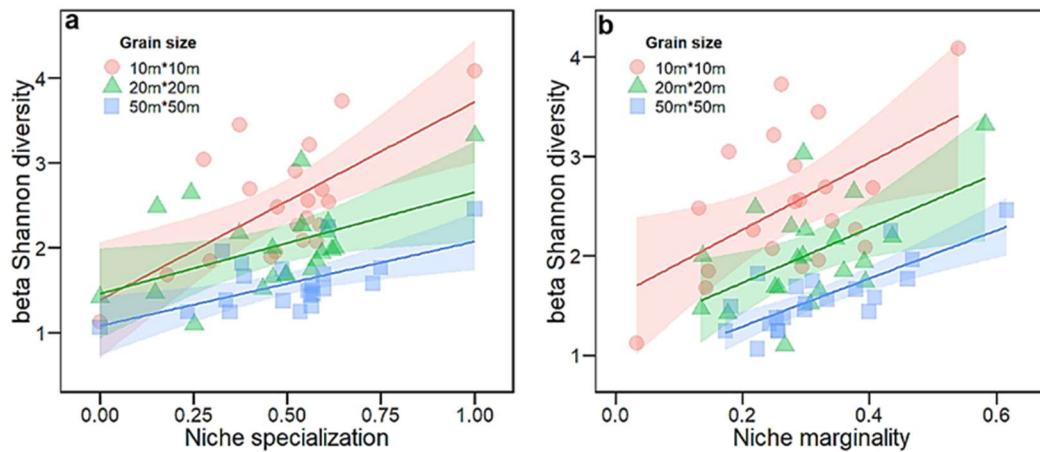 a
Grain size
10m*10m
20m*20m
50m*50m
beta Shannon diversity
4
3
2
1
0.00
0.25
0.50
0.75
1.00
Niche specialization
b
Grain size
10m*10m
20m*20m
50m*50m
beta Shannon diversity
4
3
2
1
0.0
0.2
0.4
0.6
Niche marginality